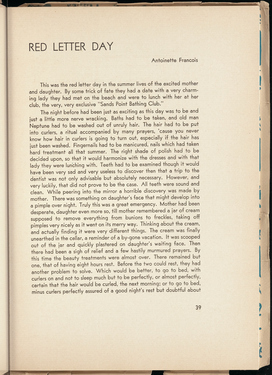 RED LETTER DAY
Antoinette Francois
This was the red letter day in the summer lives of the excited mother
and daughter. By some trick of fate they had a date with a very charm-
ing lady they had met on the beach and were to lunch with her at her
club, the very, very exclusive "Sands Point Bathing Club."
The night before had been just as exciting as this day was to be and
just a little more nerve wracking. Baths had to be taken, and old man
Neptune had to be washed out of unruly hair. The hair had to be put
into curlers, a ritual accompanied by many prayers, 'cause you never
know how hair in curlers is going to turn out, especially if the hair has
just been washed. Fingernails had to be manicured, nails which had taken
hard treatment all that summer. The right shade of polish had to be
decided upon, so that it would harmonize with the dresses and with that
lady they were lunching with. Teeth had to be examined though it would
have been very sad and very useless to discover then that a trip to the
dentist was not only advisable but absolutely necessary. However, and
very luckily, that did not prove to be the case. All teeth were sound and
clean. While peering into the mirror a horrible discovery was made by
mother. There was something on daughter's face that might develop into
a pimple over night. Truly this was a great emergency. Mother had been
desperate, daughter even more so, till mother remembered a jar of cream
supposed to remove everything from bunions to freckles, taking off
pimples very nicely as it went on its merry way. Thinking about the cream,
and actually finding it were very different things. The cream was finally
unearthed in the cellar, a reminder of a by-gone vacation. It was scooped
out of the jar and quickly plastered on daughter's waiting face. Then
there had been a sigh of relief and a few hastily murmured prayers. By
this time the beauty treatments were almost over. There remained but
one, that of having eight hours rest. Before the two could rest, they had
another problem to solve. Which would be better, to go to bed, with
curlers on and not to sleep much but to be perfectly, or almost perfectly,
certain that the hair would be curled, the next morning; or to go to bed,
minus curlers perfectly assured of a good night's rest but doubtful about
39